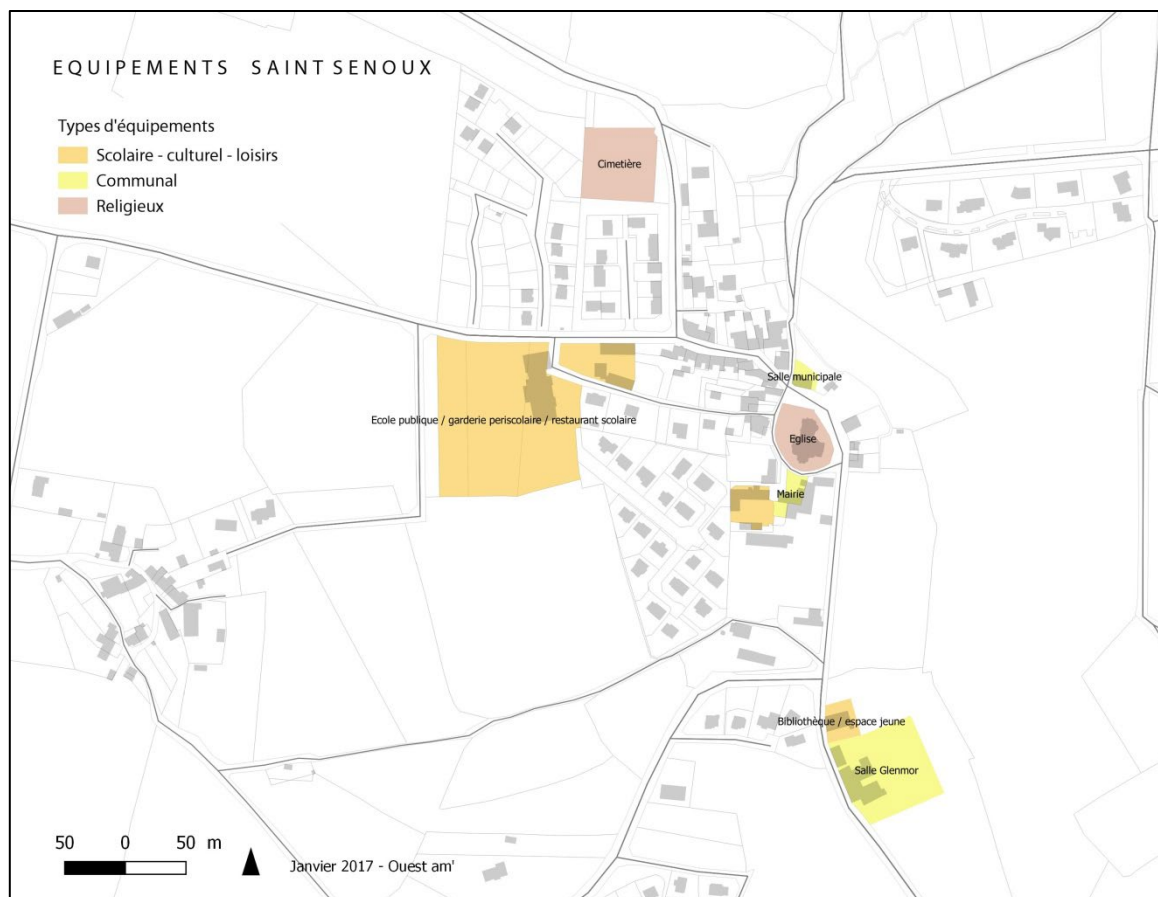 EQUIPEMENTS SAINT SENOUX
Types d'équipements
Scolaire - culturel - loisirs
Communal
Religieux
Cimetière
Salle municipale
Ecole publique / garderie periscolaire / restaurant scolaire
Eglise
Mairie
Bibliothèque / espace jeune
Salle Glenmor
50 0 50 m
Janvier 2017 - Ouest am'